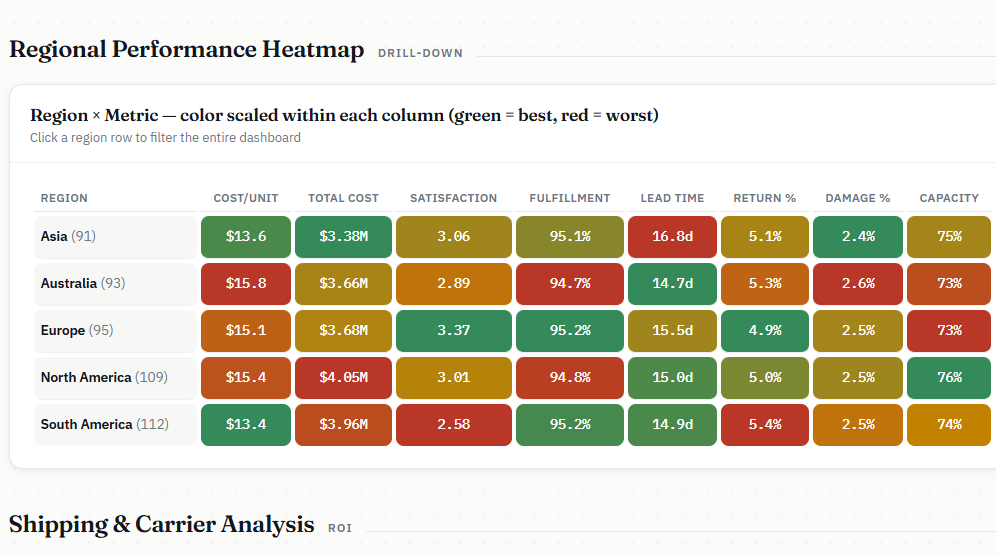 Regional Performance Heatmap DRILL-DOWN
Region × Metric — color scaled within each column (green = best, red = worst)
Click a region row to filter the entire dashboard
REGION COST/UNIT TOTAL COST SATISFACTION FULFILLMENT LEAD TIME RETURN % DAMAGE % CAPACITY
Asia (91) $13.6 $3.38M 3.06 95.1% 16.8d 5.1% 2.4% 75%
Australia (93) $15.8 $3.66M 2.89 94.7% 14.7d 5.3% 2.6% 73%
Europe (95) $15.1 $3.68M 3.37 95.2% 15.5d 4.9% 2.5% 73%
North America (109) $15.4 $4.05M 3.01 94.8% 15.0d 5.0% 2.5% 76%
South America (112) $13.4 $3.96M 2.58 95.2% 14.9d 5.4% 2.5% 74%
Shipping & Carrier Analysis ROI